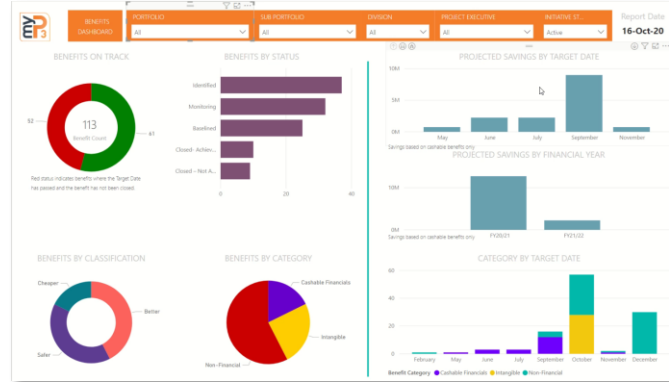 my
P3
BENEFITS
DASHBOARD
PORTFOLIO
All
SUB PORTFOLIO
All
DIVISION
All
PROJECT EXECUTIVE
All
INITIATIVE ST...
Active
Report Date
16-Oct-20
BENEFITS ON TRACK
52
113
Benefit Count
61
Red status indicates benefits where the Target Date
has passed and the benefit has not been closed.
BENEFITS BY STATUS
Identified
Monitoring
Baselined
Closed- Achiev...
Closed – Not A...
0 20 40
PROJECTED SAVINGS BY TARGET DATE
10M
5M
0M
May June July September November
Savings based on cashable benefits only
PROJECTED SAVINGS BY FINANCIAL YEAR
10M
0M
FY20/21 FY21/22
Savings based on cashable benefits only
BENEFITS BY CLASSIFICATION
Cheaper
Better
Safer
BENEFITS BY CATEGORY
Cashable Financials
Intangible
Non-Financial
CATEGORY BY TARGET DATE
60
40
20
0
February May June July September October November December
Benefit Category Cashable Financials Intangible Non-Financial